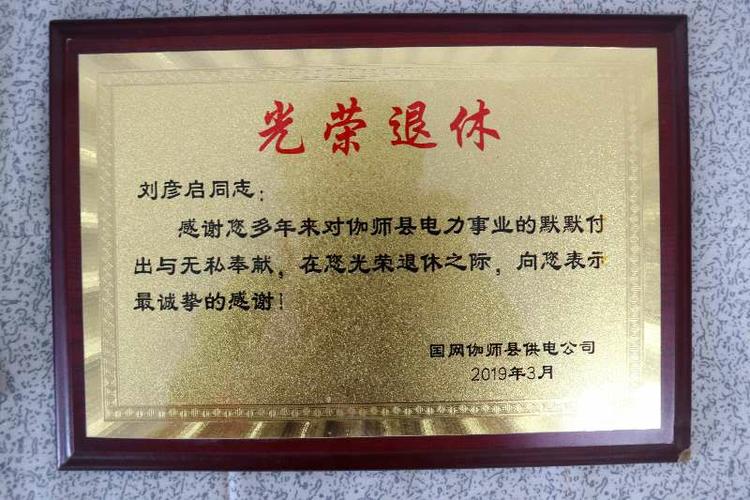 光荣退休
刘彦启同志：
感谢您多年来对伽师县电力事业的默默付
出与无私奉献，在您光荣退休之际，向您表示
最诚挚的感谢！
国网伽师县供电公司
2019年3月